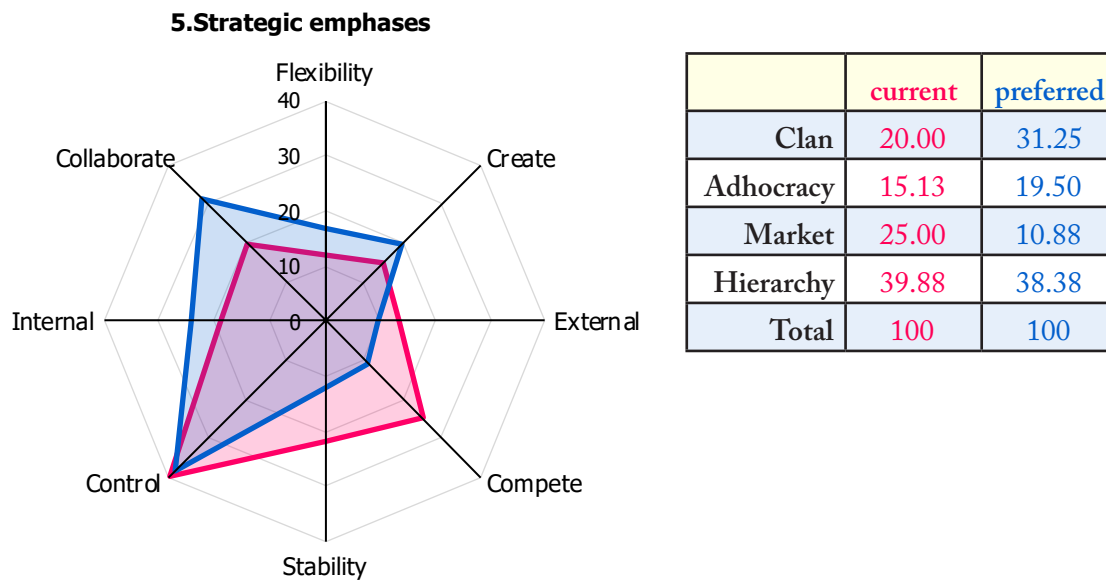 5.Strategic emphases
Flexibility
40
Collaborate
Create
30
20
10
Internal
0
External
Control
Compete
Stability
current preferred
Clan 20.00 31.25
Adhocracy 15.13 19.50
Market 25.00 10.88
Hierarchy 39.88 38.38
Total 100 100